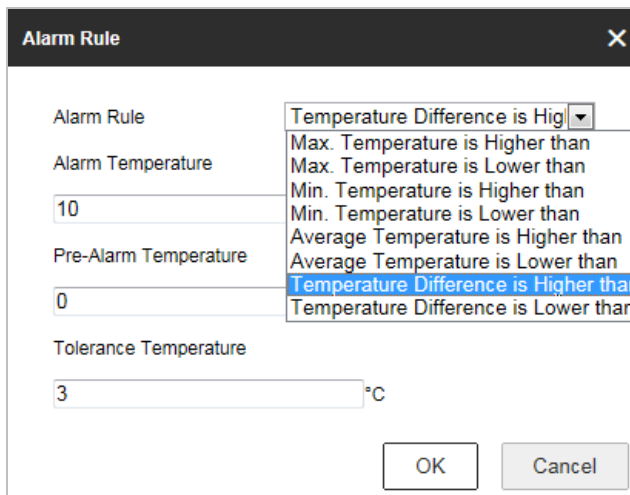 Alarm Rule
Alarm Rule Temperature Difference is Hig
Max. Temperature is Higher than
Alarm Temperature Max. Temperature is Lower than
Min. Temperature is Higher than
10 Min. Temperature is Lower than
Average Temperature is Higher than
Pre-Alarm Temperature Average Temperature is Lower than
Temperature Difference is Higher than
0 Temperature Difference is Lower than
Tolerance Temperature
3 °C
OK Cancel